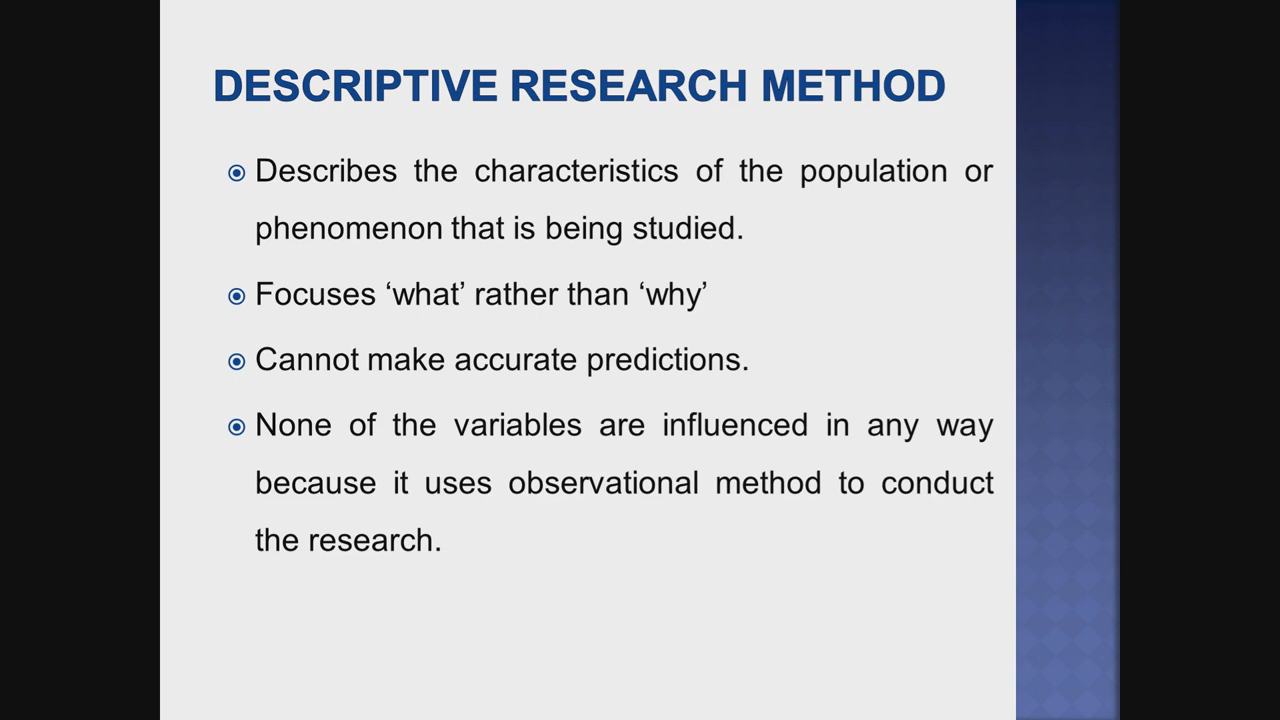 DESCRIPTIVE RESEARCH METHOD
Describes the characteristics of the population or
phenomenon that is being studied.
Focuses ‘what’ rather than ‘why’
Cannot make accurate predictions.
None of the variables are influenced in any way
because it uses observational method to conduct
the research.